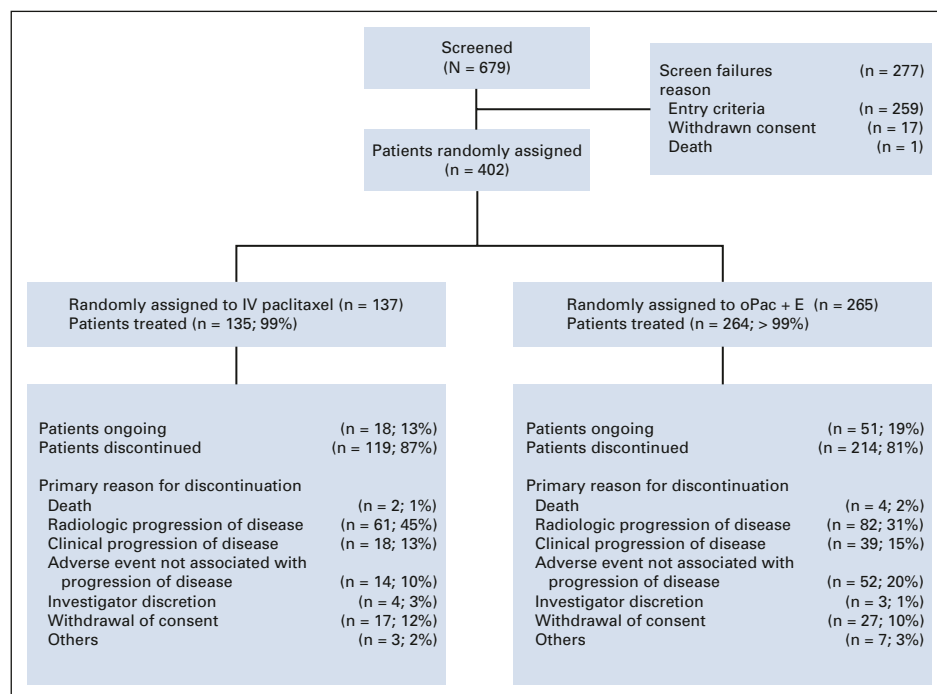 Screened
(N = 679)
Screen failures (n = 277)
reason
Entry criteria (n = 259)
Withdrawn consent (n = 17)
Death (n = 1)
Patients randomly assigned
(n = 402)
Randomly assigned to IV paclitaxel (n = 137)
Patients treated (n = 135; 99%)
Randomly assigned to oPac + E (n = 265)
Patients treated (n = 264; > 99%)
Patients ongoing (n = 18; 13%)
Patients discontinued (n = 119; 87%)
Primary reason for discontinuation
Death (n = 2; 1%)
Radiologic progression of disease (n = 61; 45%)
Clinical progression of disease (n = 18; 13%)
Adverse event not associated with
progression of disease (n = 14; 10%)
Investigator discretion (n = 4; 3%)
Withdrawal of consent (n = 17; 12%)
Others (n = 3; 2%)
Patients ongoing (n = 51; 19%)
Patients discontinued (n = 214; 81%)
Primary reason for discontinuation
Death (n = 4; 2%)
Radiologic progression of disease (n = 82; 31%)
Clinical progression of disease (n = 39; 15%)
Adverse event not associated with
progression of disease (n = 52; 20%)
Investigator discretion (n = 3; 1%)
Withdrawal of consent (n = 27; 10%)
Others (n = 7; 3%)